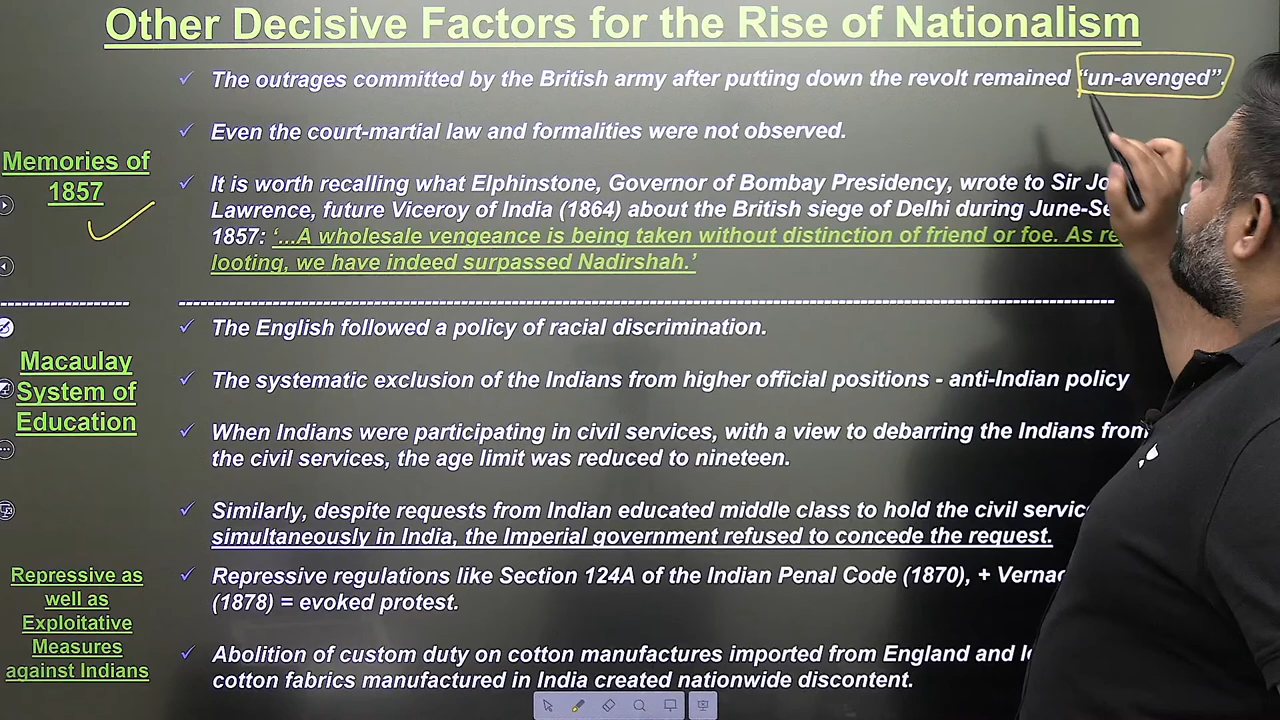 Other Decisive Factors for the Rise of Nationalism
The outrages committed by the British army after putting down the revolt remained “un-avenged”.
Even the court-martial law and formalities were not observed.
Memories of
1857
It is worth recalling what Elphinstone, Governor of Bombay Presidency, wrote to Sir
Lawrence, future Viceroy of India (1864) about the British siege of Delhi during
1857: ‘...A wholesale vengeance is being taken without distinction of friend or foe. As
looting, we have indeed surpassed Nadirshah.’
Macaulay
System of
Education
The English followed a policy of racial discrimination.
The systematic exclusion of the Indians from higher official positions - anti-Indian policy
When Indians were participating in civil services, with a view to debarring the Indians from
the civil services, the age limit was reduced to nineteen.
Similarly, despite requests from Indian educated middle class to hold the civil
simultaneously in India, the Imperial government refused to concede the request.
Repressive as
well as
Exploitative
Measures
against Indians
Repressive regulations like Section 124A of the Indian Penal Code (1870), +
(1878) = evoked protest.
Abolition of custom duty on cotton manufactures imported from England and
cotton fabrics manufactured in India created nationwide discontent.